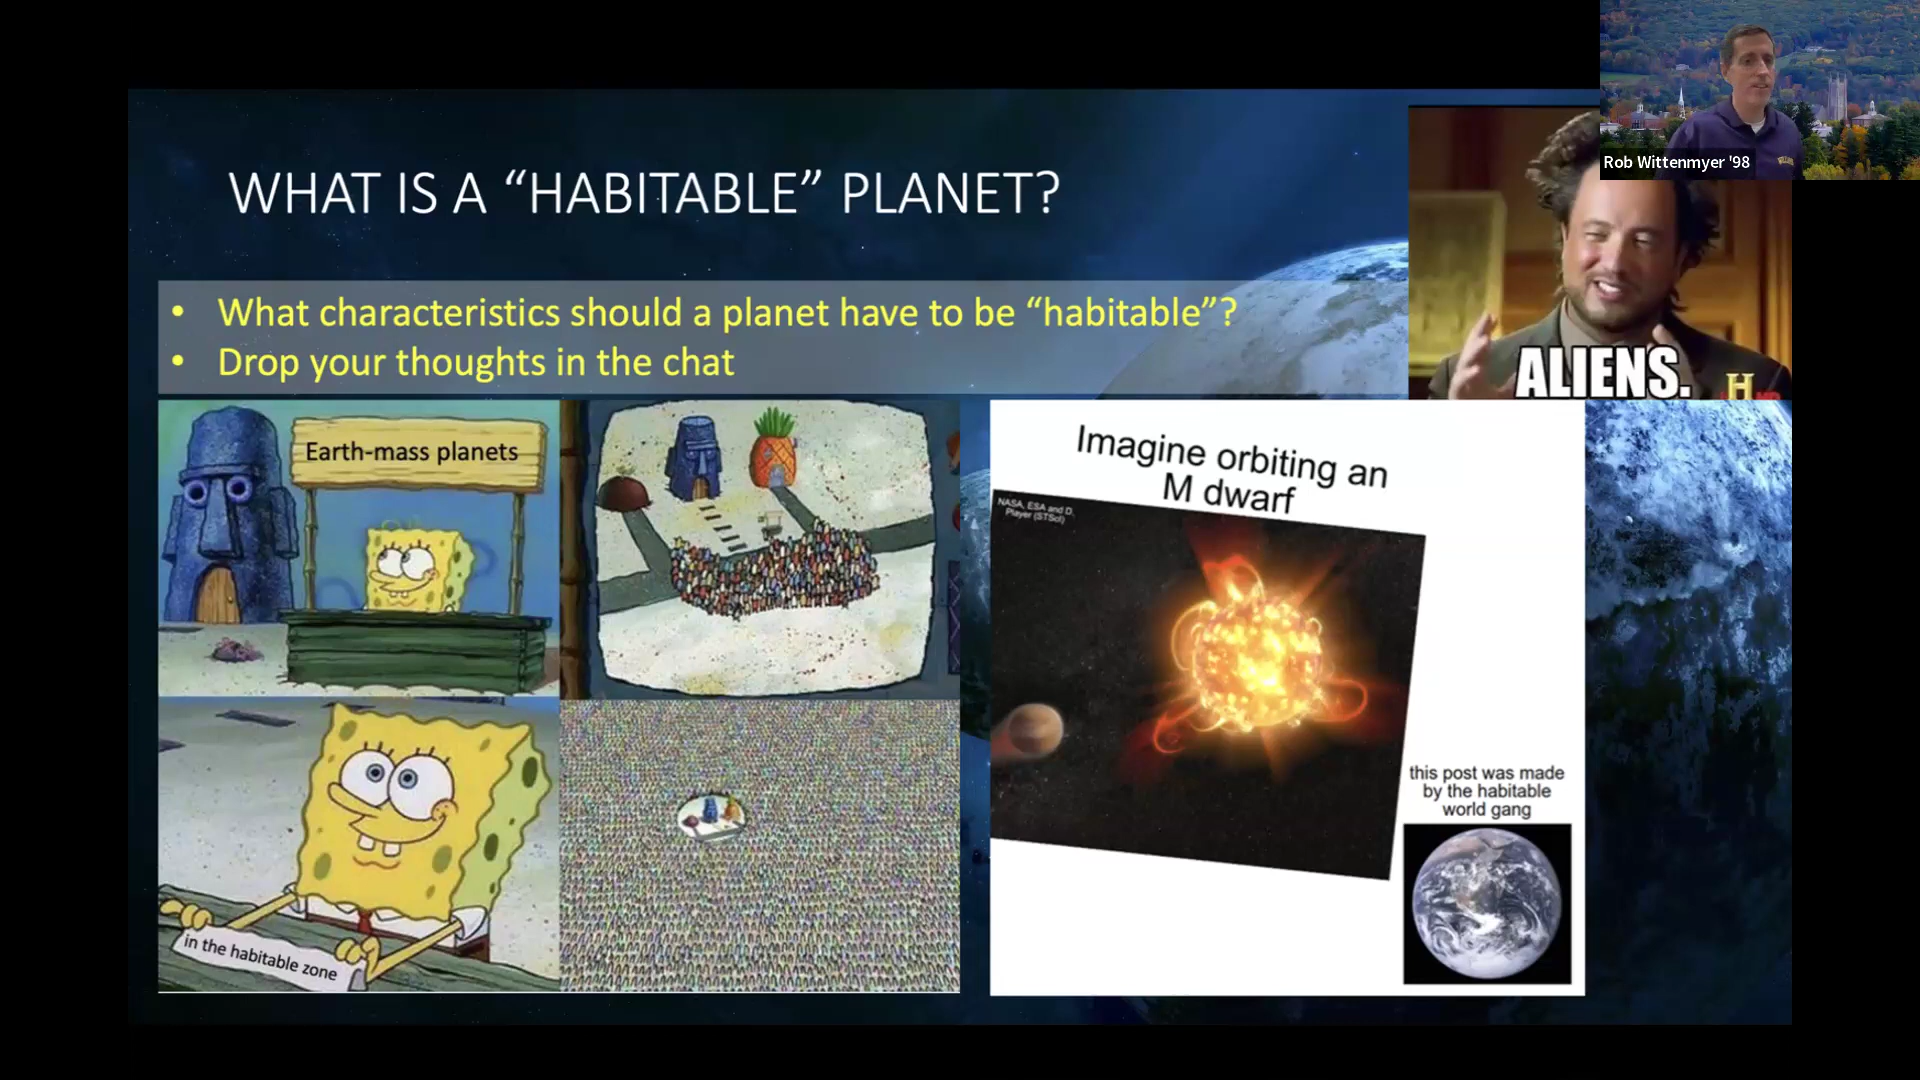 Rob Wittenmyer '98
WHAT IS A “HABITABLE” PLANET?
• What characteristics should a planet have to be “habitable”?
• Drop your thoughts in the chat
ALIENS.
H
Earth-mass planets
in the habitable zone
Imagine orbiting an
M dwarf
NASA, ESA and D.
Player (STScI)
this post was made
by the habitable
world gang